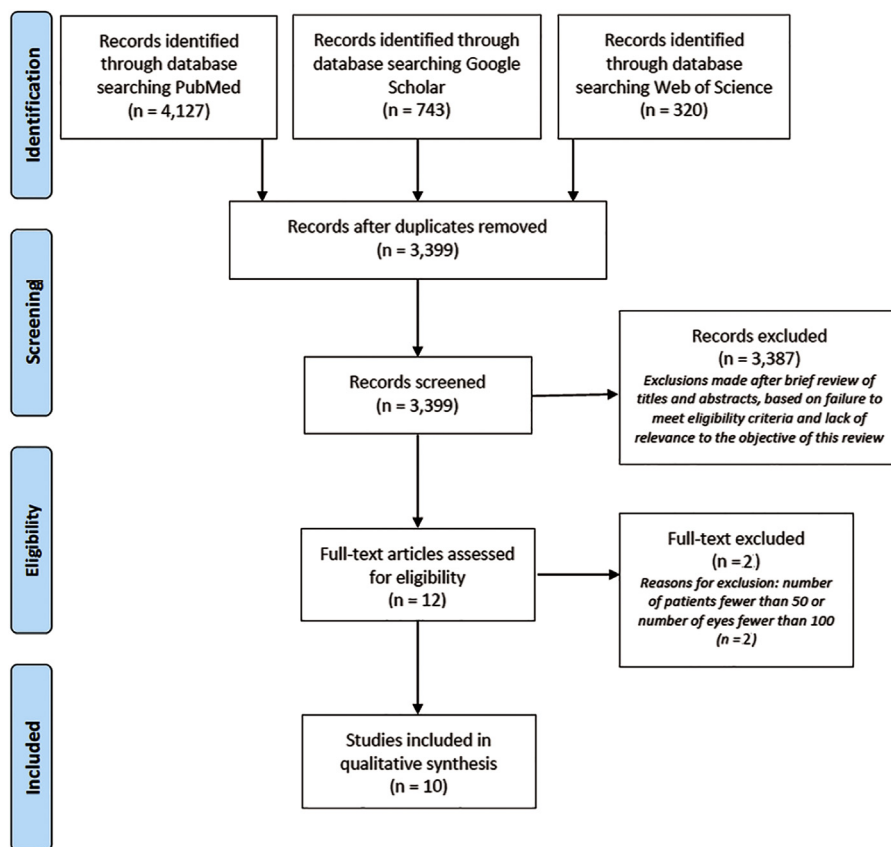 Identification
Records identified
through database
searching PubMed
(n = 4,127)
Records identified through
database searching Google
Scholar
(n = 743)
Records identified
through database
searching Web of Science
(n = 320)
Records after duplicates removed
(n = 3,399)
Screening
Records screened
(n = 3,399)
Records excluded
(n = 3,387)
Exclusions made after brief review of
titles and abstracts, based on failure to
meet eligibility criteria and lack of
relevance to the objective of this review
Eligibility
Full-text articles assessed
for eligibility
(n = 12)
Full-text excluded
(n = 2)
Reasons for exclusion: number
of patients fewer than 50 or
number of eyes fewer than 100
(n = 2)
Included
Studies included in
qualitative synthesis
(n = 10)